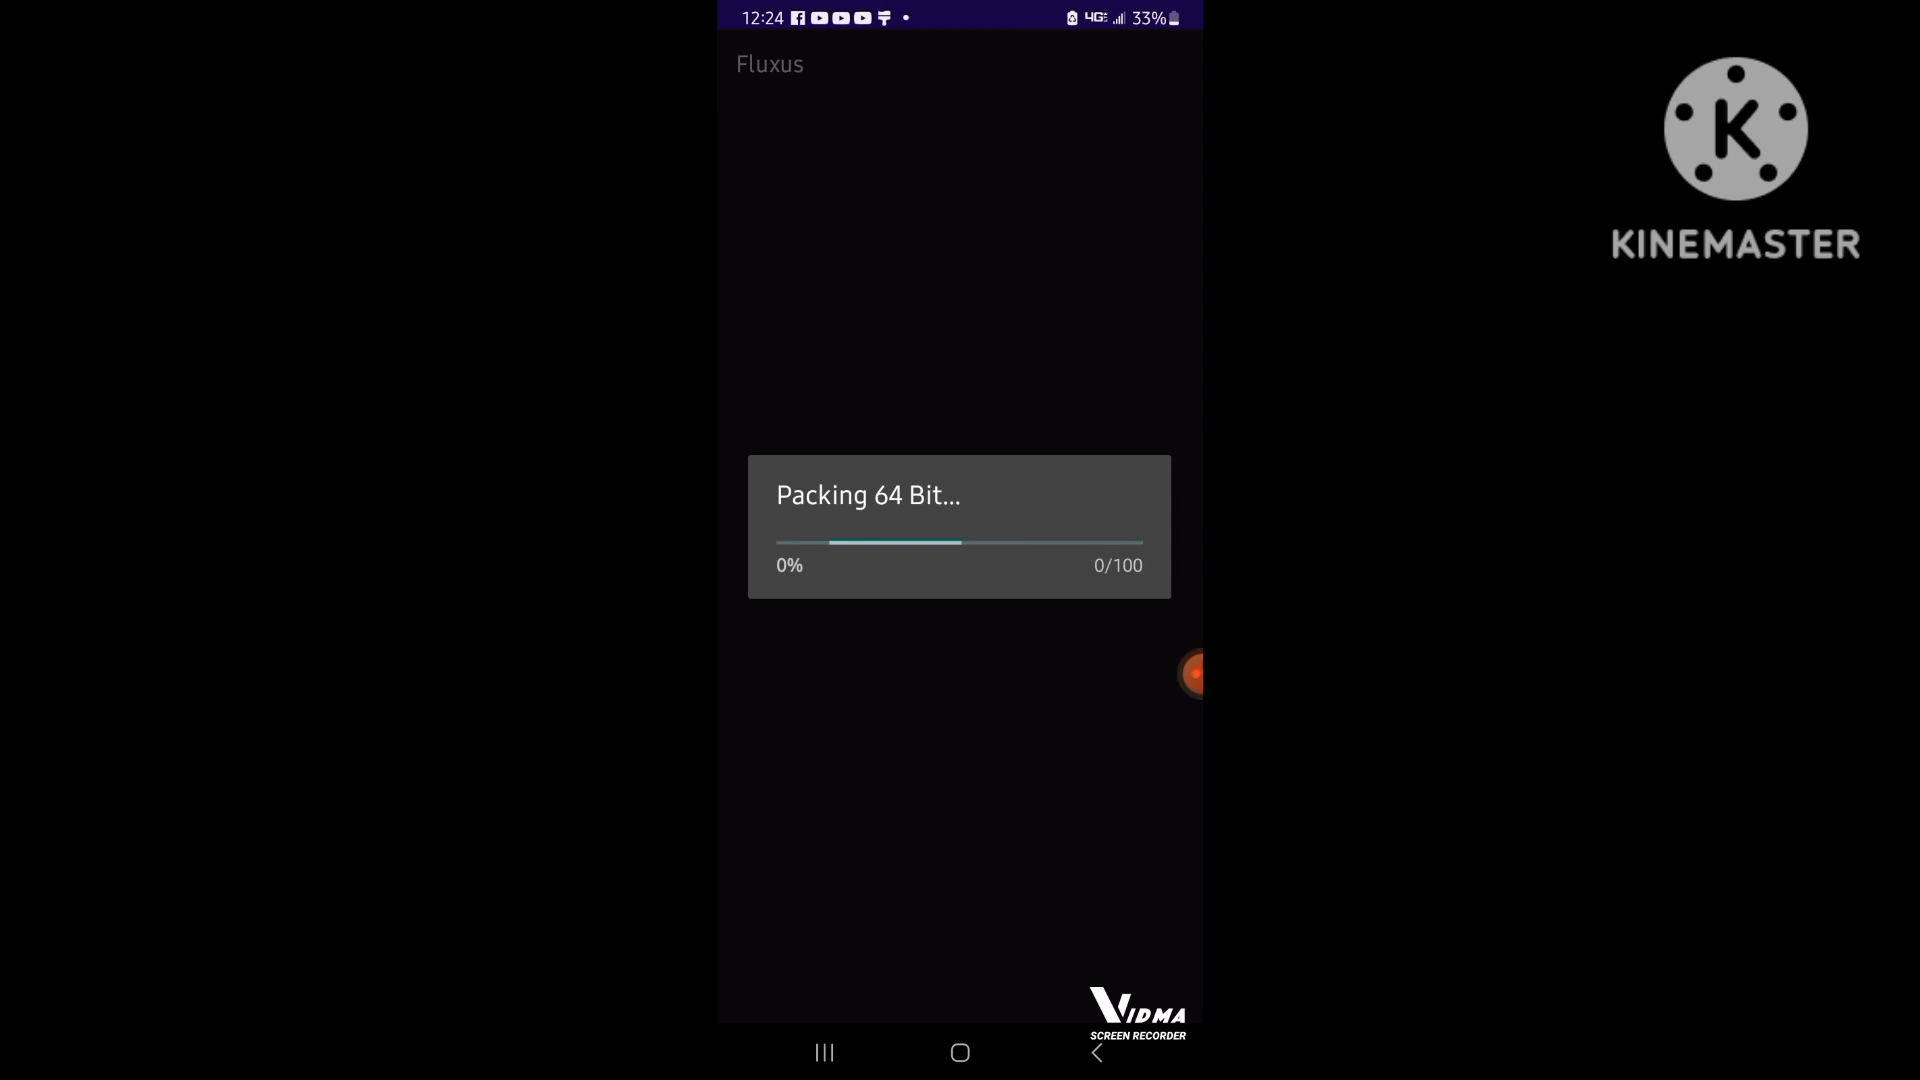 12:24 4G 33%
Fluxus
K
KINEMASTER
Packing 64 Bit...
0% 0/100
VIDMA
SCREEN RECORDER